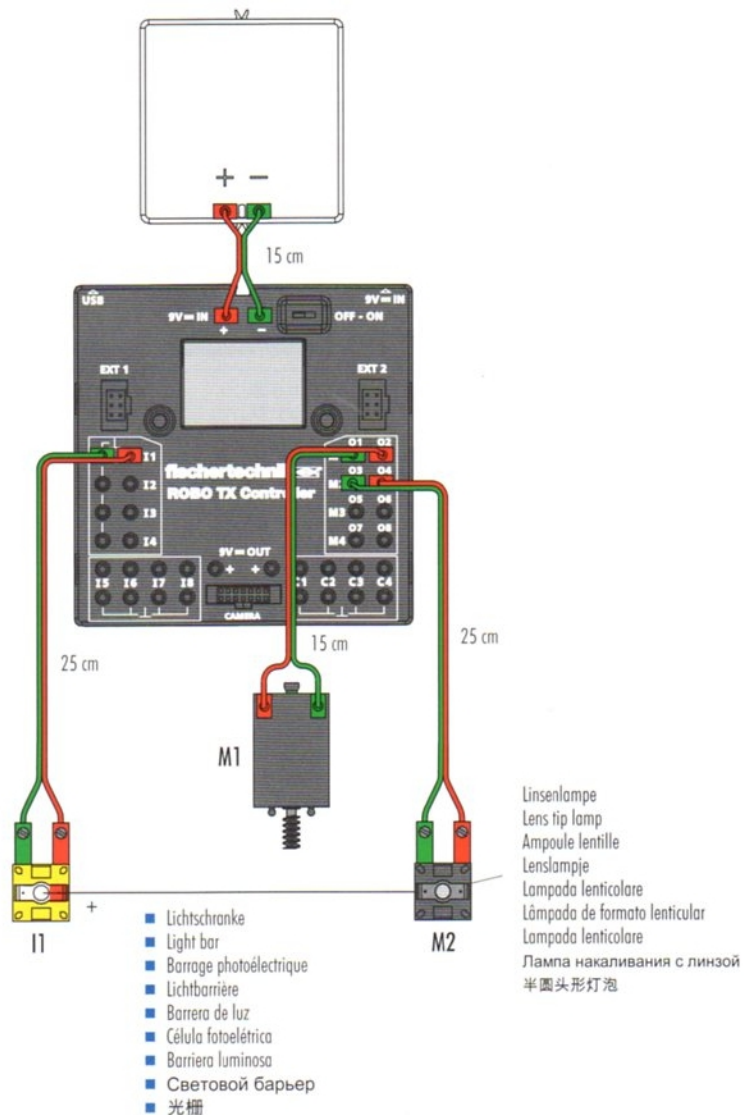 + −
15 cm
USB
9V IN
9V IN
+ −
OFF - ON
EXT 1
EXT 2
I1
I2
I3
I4
O1 O2
O3 O4
O5 O6
M3
O7 O8
M4
fischertechnik
ROBO TX Controller
9V OUT
+ +
I5 I6 I7 I8
C1 C2 C3 C4
CAMERA
25 cm
15 cm
25 cm
M1
Linsenlampe
Lens tip lamp
Ampoule lentille
Lenslampje
Lampada lenticolare
Lâmpada de formato lenticular
Lampada lenticolare
Лампа накаливания с линзой
半圆头形灯泡
+
I1
M2
Lichtschranke
Light bar
Barrage photoélectrique
Lichtbarrière
Barrera de luz
Célula fotoelétrica
Barriera luminosa
Световой барьер
光栅